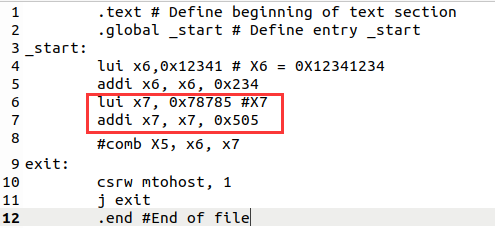 1 .text # Define beginning of text section
2 .global _start # Define entry _start
3 _start:
4 lui x6,0x12341 # X6 = 0X12341234
5 addi x6, x6, 0x234
6 lui x7, 0x78785 #X7
7 addi x7, x7, 0x505
8 #comb X5, x6, x7
9 exit:
10 csrw mtohost, 1
11 j exit
12 .end #End of file